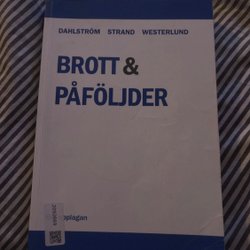 DAHLSTRÖM STRAND WESTERLUND
BROTT &
PÅFÖLJDER